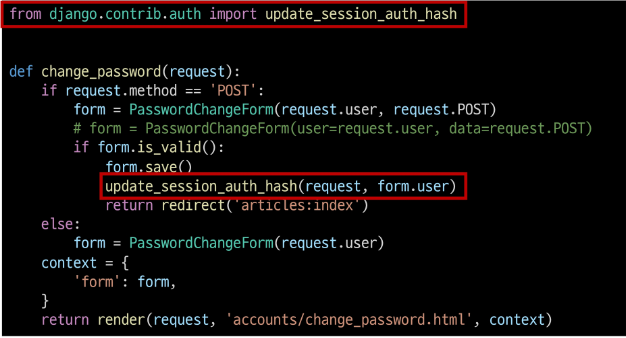 from django.contrib.auth import update_session_auth_hash
def change_password(request):
    if request.method == 'POST':
        form = PasswordChangeForm(request.user, request.POST)
        # form = PasswordChangeForm(user=request.user, data=request.POST)
        if form.is_valid():
            form.save()
            update_session_auth_hash(request, form.user)
            return redirect('articles:index')
    else:
        form = PasswordChangeForm(request.user)
    context = {
        'form': form,
    }
    return render(request, 'accounts/change_password.html', context)